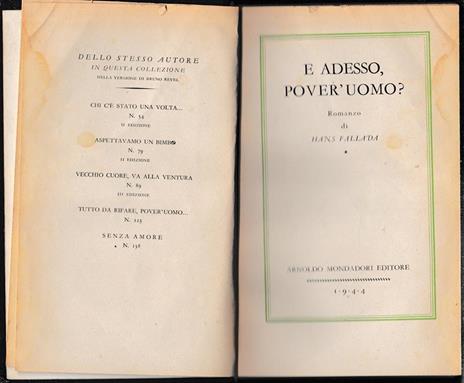 DELLO STESSO AUTORE
IN QUESTA COLLEZIONE
NELLA VERSIONE DI BRUNO REVEL
CHI C'È STATO UNA VOLTA...
N. 54
II EDIZIONE
ASPETTAVAMO UN BIMBO
N. 79
II EDIZIONE
VECCHIO CUORE, VA ALLA VENTURA
N. 89
III EDIZIONE
TUTTO DA RIFARE, POVER'UOMO...
N. 125
SENZA AMORE
N. 138
E ADESSO,
POVER'UOMO?
Romanzo
di
HANS FALLADA
ARNOLDO MONDADORI EDITORE
1944